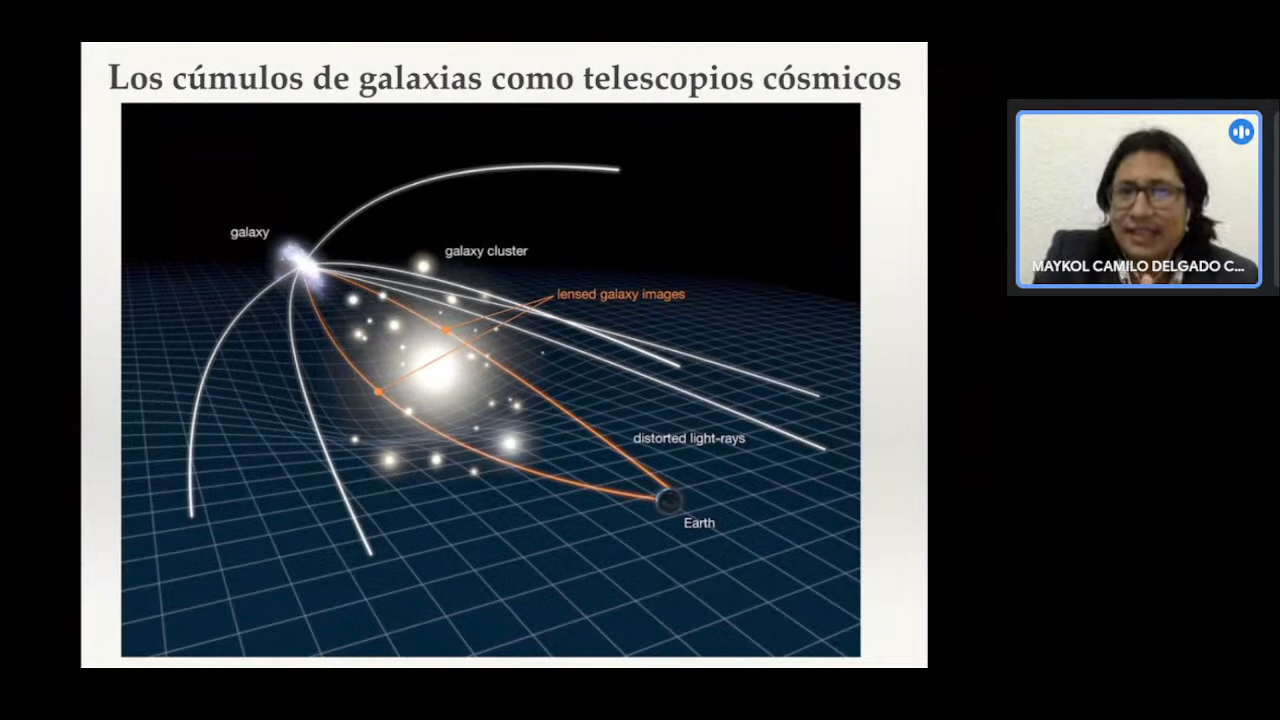 Los cúmulos de galaxias como telescopios cósmicos
galaxy
galaxy cluster
lensed galaxy images
distorted light-rays
Earth
MAYKOL CAMILO DELGADO C...